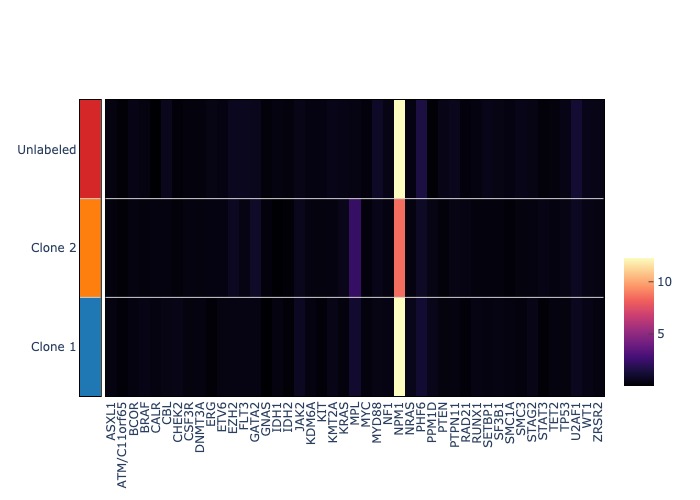 Unlabeled
Clone 2
Clone 1
10
5
ASXL1
ATM/C11orf65
BCOR
BRAF
CALR
CBL
CHEK2
CSF3R
DNMT3A
ERG
ETV6
EZH2
FLT3
GATA2
GNAS
IDH1
IDH2
JAK2
KDM6A
KIT
KMT2A
KRAS
MPL
MYC
MYD88
NF1
NPM1
NRAS
PHF6
PPM1D
PTEN
PTPN11
RAD21
RUNX1
SETBP1
SF3B1
SMC1A
SMC3
STAG2
STAT3
TET2
TP53
U2AF1
WT1
ZRSR2